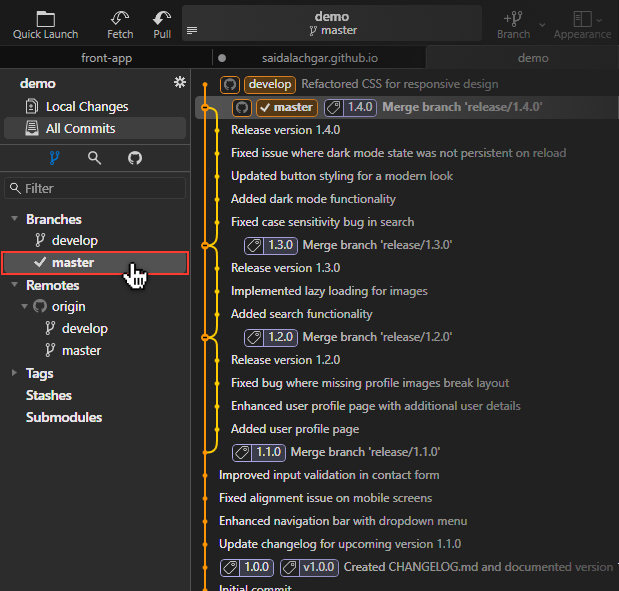 Quick Launch
Fetch
Pull
demo
master
Branch
Appearance
front-app
saidalachgar.github.io
demo
demo
Local Changes
All Commits
Filter
Branches
develop
master
Remotes
origin
develop
master
Tags
Stashes
Submodules
develop Refactored CSS for responsive design
master 1.4.0 Merge branch 'release/1.4.0'
Release version 1.4.0
Fixed issue where dark mode state was not persistent on reload
Updated button styling for a modern look
Added dark mode functionality
Fixed case sensitivity bug in search
1.3.0 Merge branch 'release/1.3.0'
Release version 1.3.0
Implemented lazy loading for images
Added search functionality
1.2.0 Merge branch 'release/1.2.0'
Release version 1.2.0
Fixed bug where missing profile images break layout
Enhanced user profile page with additional user details
Added user profile page
1.1.0 Merge branch 'release/1.1.0'
Improved input validation in contact form
Fixed alignment issue on mobile screens
Enhanced navigation bar with dropdown menu
Update changelog for upcoming version 1.1.0
1.0.0 v1.0.0 Created CHANGELOG.md and documented version
Initial commit